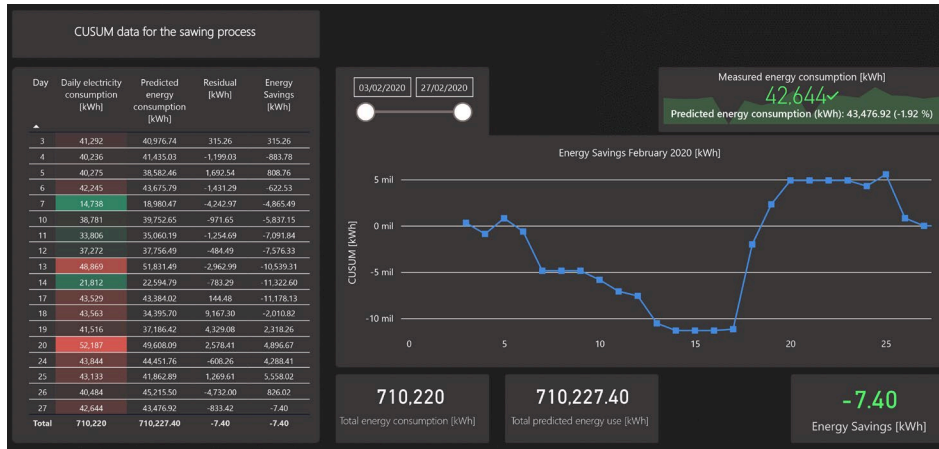 CUSUM data for the sawing process
Day Daily electricity consumption [kWh] Predicted energy consumption [kWh] Residual [kWh] Energy Savings [kWh]
3 41,292 40,976.74 315.26 315.26
4 40,236 41,435.03 -1,199.03 -883.78
5 40,275 38,582.46 1,692.54 808.76
6 42,245 43,675.79 -1,431.29 -622.53
7 14,738 18,980.47 -4,242.97 -4,865.49
10 38,781 39,752.65 -971.65 -5,837.15
11 33,806 35,060.19 -1,254.69 -7,091.84
12 37,272 37,756.49 -484.49 -7,576.33
13 48,869 51,831.49 -2,962.99 -10,539.31
14 21,812 22,594.79 -783.29 -11,322.60
17 43,529 43,384.02 144.48 -11,178.13
18 43,563 34,395.70 9,167.30 -2,010.82
19 41,516 37,186.42 4,329.08 2,318.26
20 52,187 49,608.09 2,578.41 4,896.67
24 43,844 44,451.76 -608.26 4,288.41
25 43,133 41,862.89 1,269.61 5,558.02
26 40,484 45,215.50 -4,732.00 826.02
27 42,644 43,476.92 -833.42 -7.40
Total 710,220 710,227.40 -7.40 -7.40
03/02/2020 27/02/2020
Measured energy consumption [kWh]
42,644✓
Predicted energy consumption (kWh): 43,476.92 (-1.92 %)
Energy Savings February 2020 [kWh]
CUSUM [kWh]
5 mil
0 mil
-5 mil
-10 mil
0 5 10 15 20 25
710,220
Total energy consumption [kWh]
710,227.40
Total predicted energy use [kWh]
-7.40
Energy Savings [kWh]